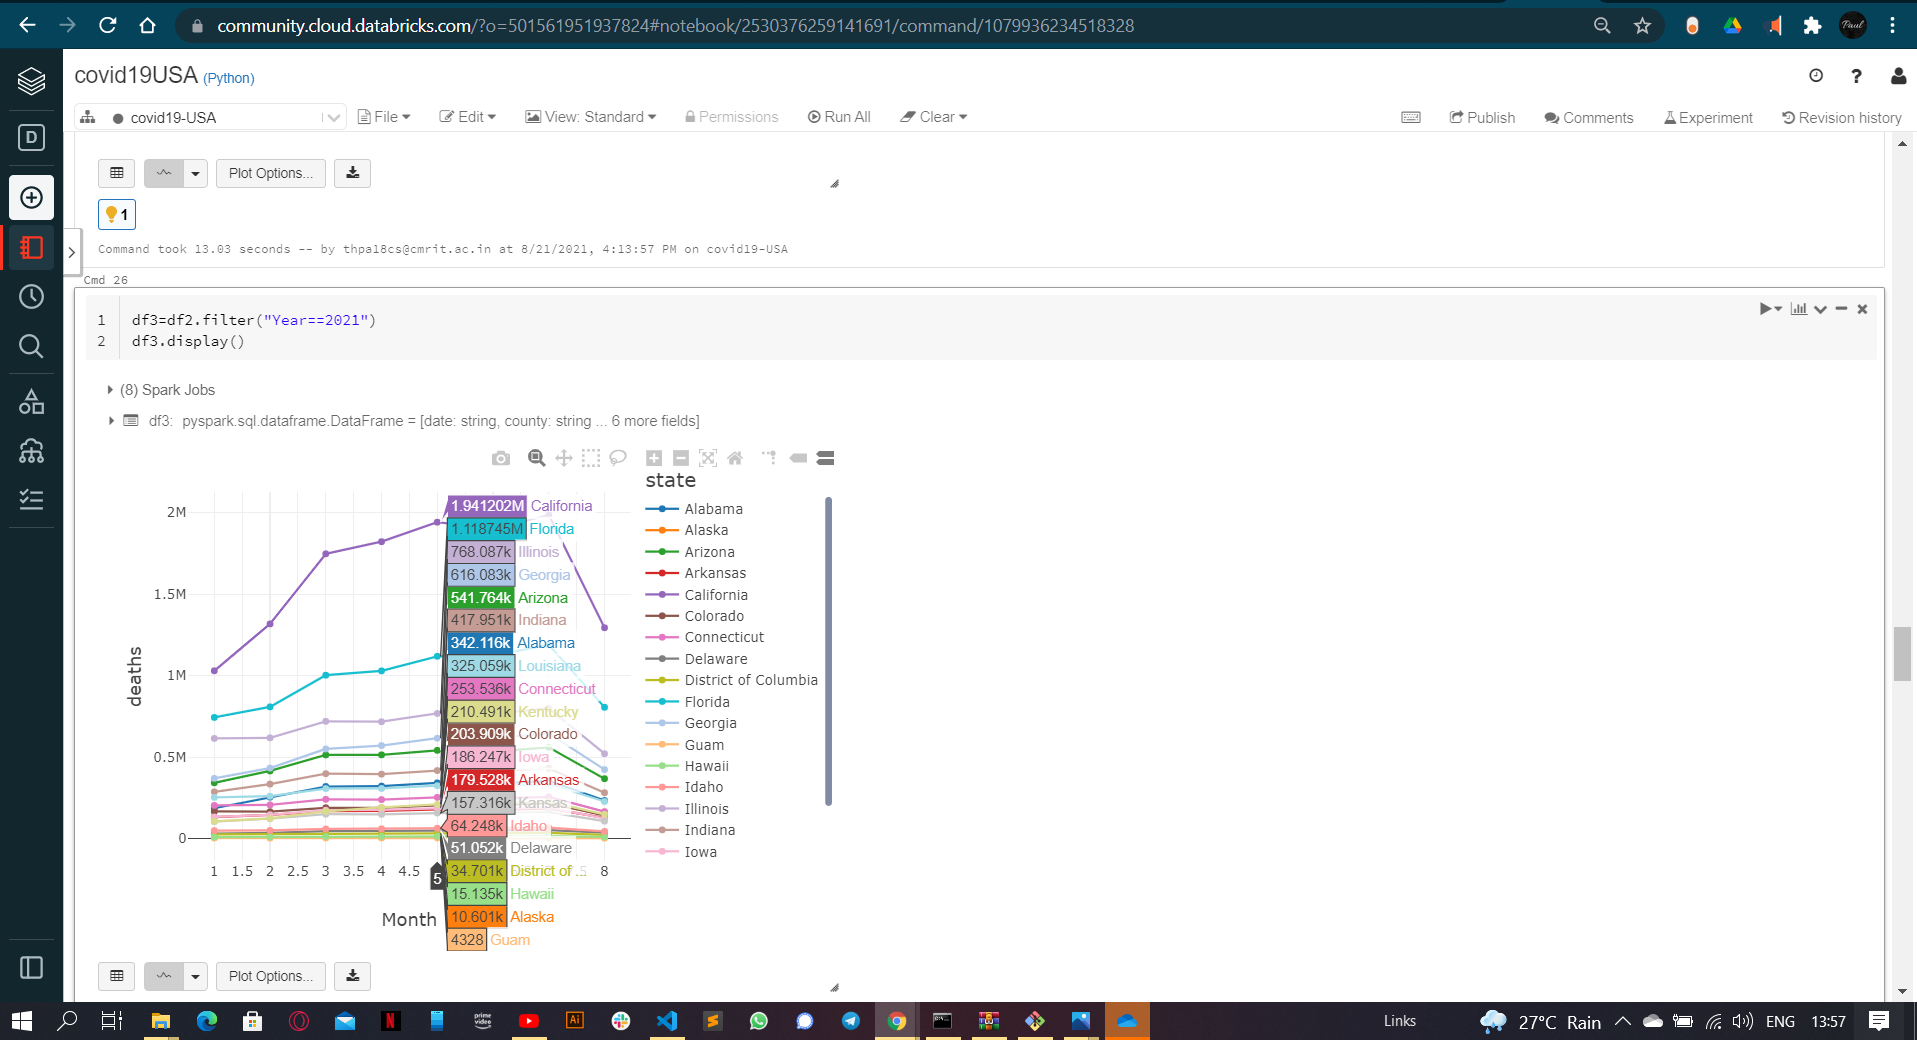 community.cloud.databricks.com/?o=501561951937824#notebook/2530376259141691/command/1079936234518328
Paul
covid19USA (Python)
covid19-USA
File
Edit
View: Standard
Permissions
Run All
Clear
Publish
Comments
Experiment
Revision history
D
Plot Options...
1
Command took 13.03 seconds -- by thpa18cs@cmrit.ac.in at 8/21/2021, 4:13:57 PM on covid19-USA
Cmd 26
1 df3=df2.filter("Year==2021")
2 df3.display()
(8) Spark Jobs
df3: pyspark.sql.dataframe.DataFrame = [date: string, county: string ... 6 more fields]
deaths
2M
1.5M
1M
0.5M
0
1.941202M California
1.118745M Florida
768.087k Illinois
616.083k Georgia
541.764k Arizona
417.951k Indiana
342.116k Alabama
325.059k Louisiana
253.536k Connecticut
210.491k Kentucky
203.909k Colorado
186.247k Iowa
179.528k Arkansas
157.316k Kansas
64.248k Idaho
51.052k Delaware
34.701k District of ...
15.135k Hawaii
10.601k Alaska
4328 Guam
1 1.5 2 2.5 3 3.5 4 4.5 5 .5 8
Month
state
Alabama
Alaska
Arizona
Arkansas
California
Colorado
Connecticut
Delaware
District of Columbia
Florida
Georgia
Guam
Hawaii
Idaho
Illinois
Indiana
Iowa
Plot Options...
prime video
Ai
Links
27°C Rain
ENG
13:57